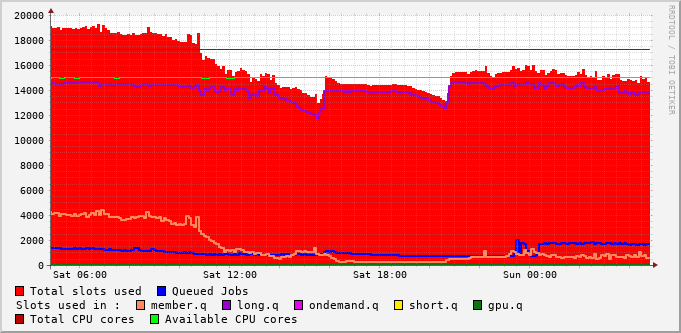 RRDTOOL / TOBI OETIKER
20000
18000
16000
14000
12000
10000
8000
6000
4000
2000
0
Sat 06:00 Sat 12:00 Sat 18:00 Sun 00:00
Total slots used Queued Jobs
Slots used in : member.q long.q ondemand.q short.q gpu.q
Total CPU cores Available CPU cores